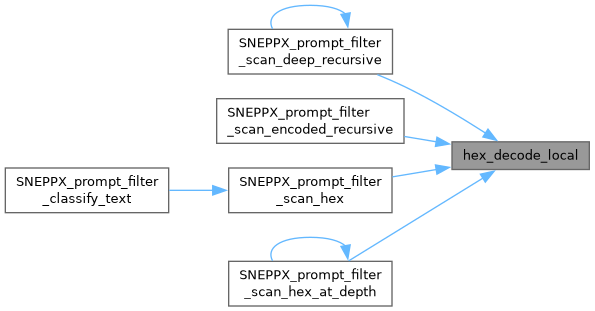 SNEPPX_prompt_filter
_scan_deep_recursive
SNEPPX_prompt_filter
_scan_encoded_recursive
hex_decode_local
SNEPPX_prompt_filter
_classify_text
SNEPPX_prompt_filter
_scan_hex
SNEPPX_prompt_filter
_scan_hex_at_depth